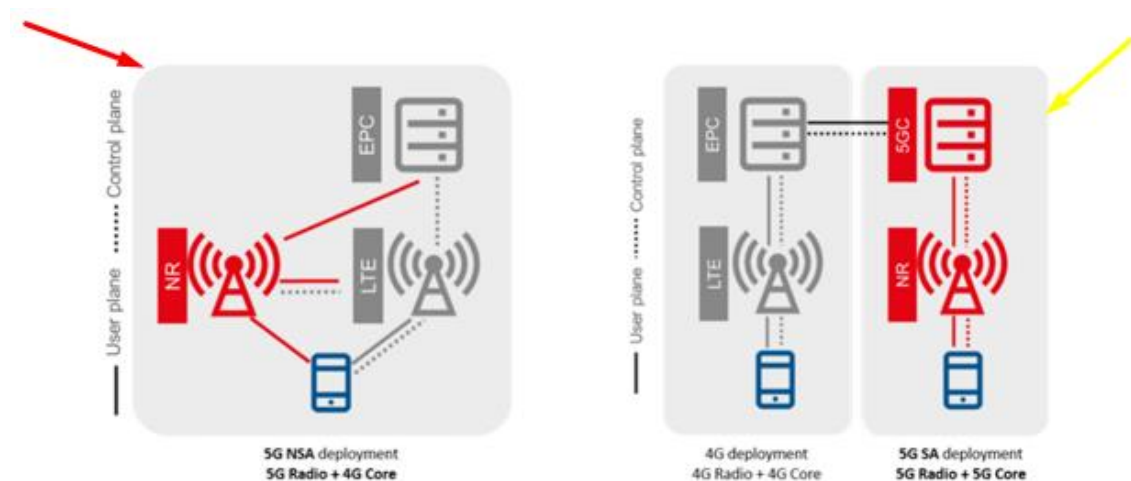 User plane Control plane
EPC
NR
LTE
5G NSA deployment
5G Radio + 4G Core
User plane Control plane
EPC
LTE
4G deployment
4G Radio + 4G Core
5GC
NR
5G SA deployment
5G Radio + 5G Core